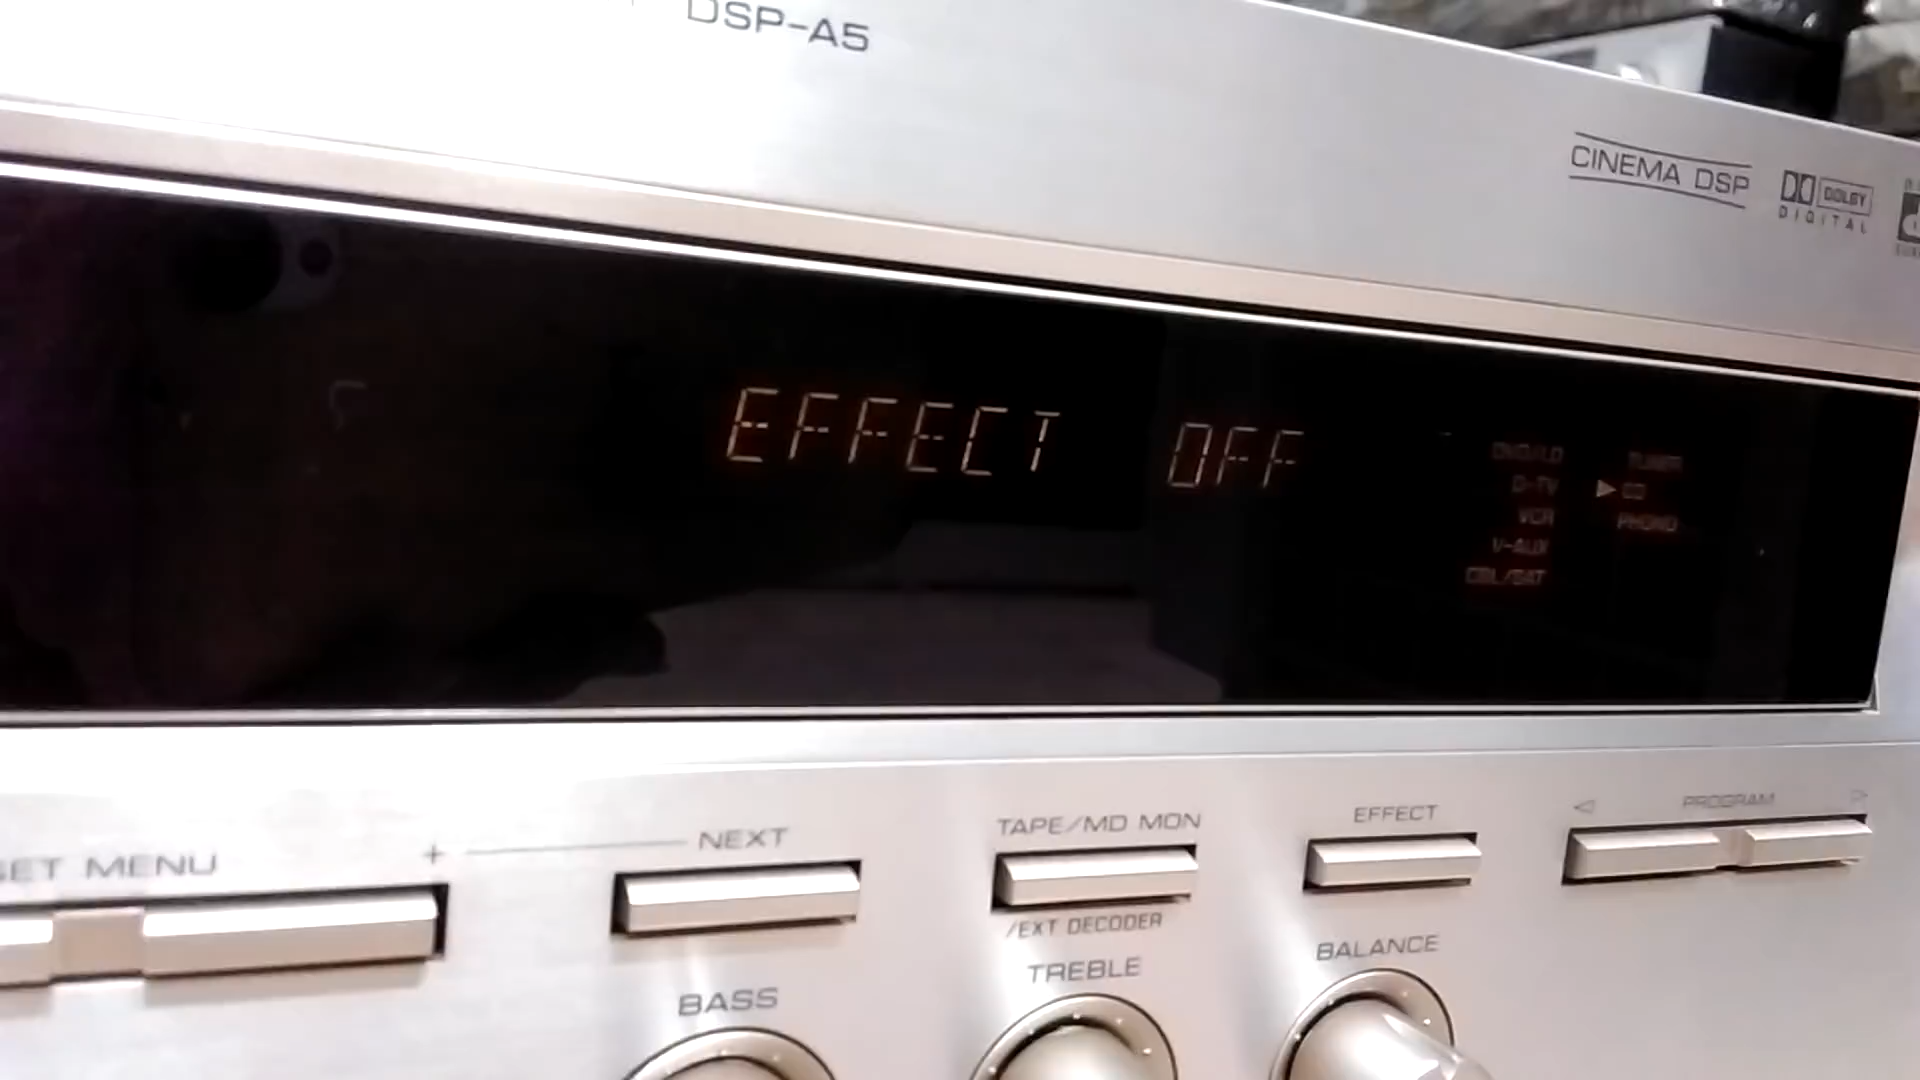 DSP-A5
CINEMA DSP
DOLBY
DIGITAL
EFFECT OFF
DVD/LD
TUNER
D-TV
CD
VCR
PHONO
V-AUX
CBL/SAT
SET MENU
+
NEXT
TAPE/MD MON
EFFECT
PROGRAM
/EXT DECODER
BASS
TREBLE
BALANCE